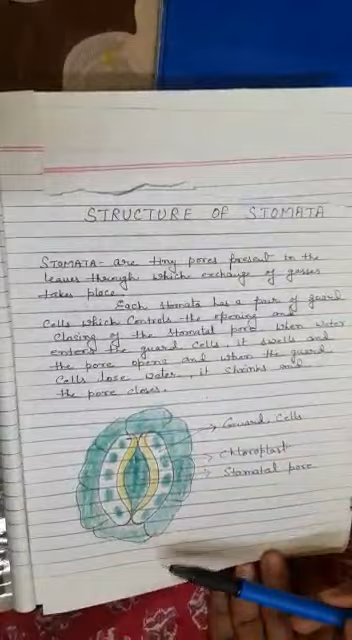 STRUCTURE OF STOMATA
STOMATA- are tiny pores present in the
leaves through which exchange of gasses
takes place.
Each stomata has a pair of guard
Cells which controls the opening and
closing of the stomatal pore when water
enters the guard cells, it swells and
the pore opens and when the guard
Cells lose water, it shrinks and
the pore closes.
Guard Cells
Chloroplast
Stomatal pore